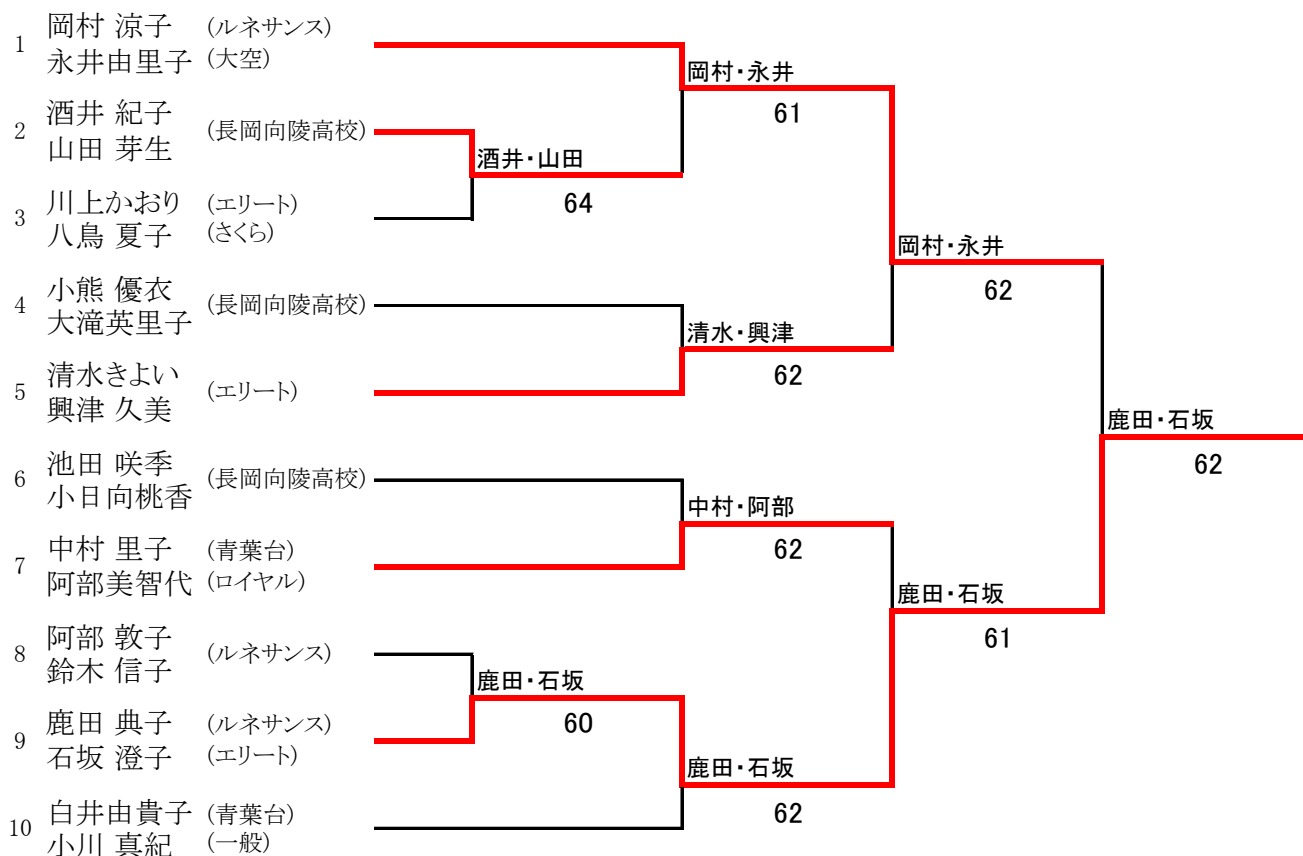 1 岡村 涼子 (ルネサンス)
永井由里子 (大空)
岡村・永井
61
2 酒井 紀子
山田 芽生 (長岡向陵高校)
酒井・山田
64
3 川上かおり (エリート)
八鳥 夏子 (さくら)
岡村・永井
62
4 小熊 優衣
大滝英里子 (長岡向陵高校)
清水・興津
62
5 清水きよい
興津 久美 (エリート)
鹿田・石坂
62
6 池田 咲季
小日向桃香 (長岡向陵高校)
中村・阿部
62
7 中村 里子 (青葉台)
阿部美智代 (ロイヤル)
鹿田・石坂
61
8 阿部 敦子
鈴木 信子 (ルネサンス)
鹿田・石坂
60
9 鹿田 典子 (ルネサンス)
石坂 澄子 (エリート)
鹿田・石坂
62
10 白井由貴子 (青葉台)
小川 真紀 (一般)